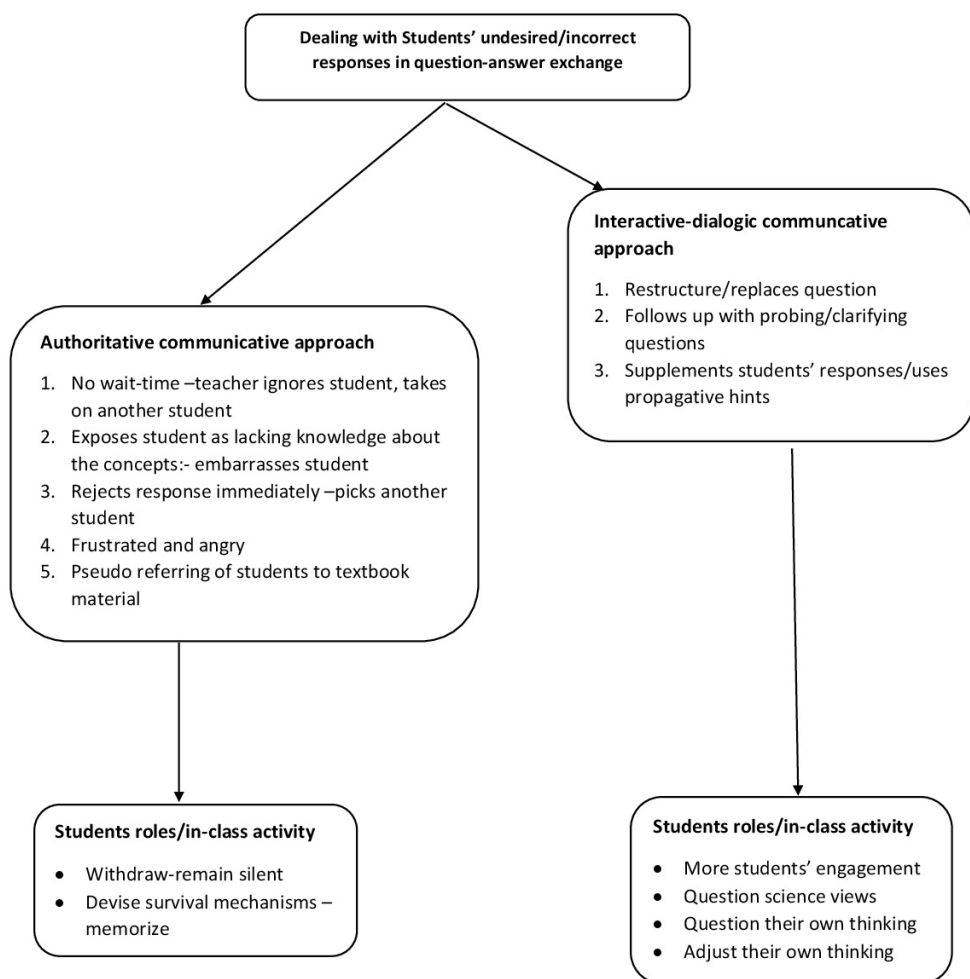 Dealing with Students’ undesired/incorrect
responses in question-answer exchange
Interactive-dialogic communcative
approach
1. Restructure/replaces question
2. Follows up with probing/clarifying
questions
3. Supplements students’ responses/uses
propagative hints
Authoritative communicative approach
1. No wait-time –teacher ignores student, takes
on another student
2. Exposes student as lacking knowledge about
the concepts:- embarrasses student
3. Rejects response immediately –picks another
student
4. Frustrated and angry
5. Pseudo referring of students to textbook
material
Students roles/in-class activity
● Withdraw-remain silent
● Devise survival mechanisms –
memorize
Students roles/in-class activity
● More students’ engagement
● Question science views
● Question their own thinking
● Adjust their own thinking